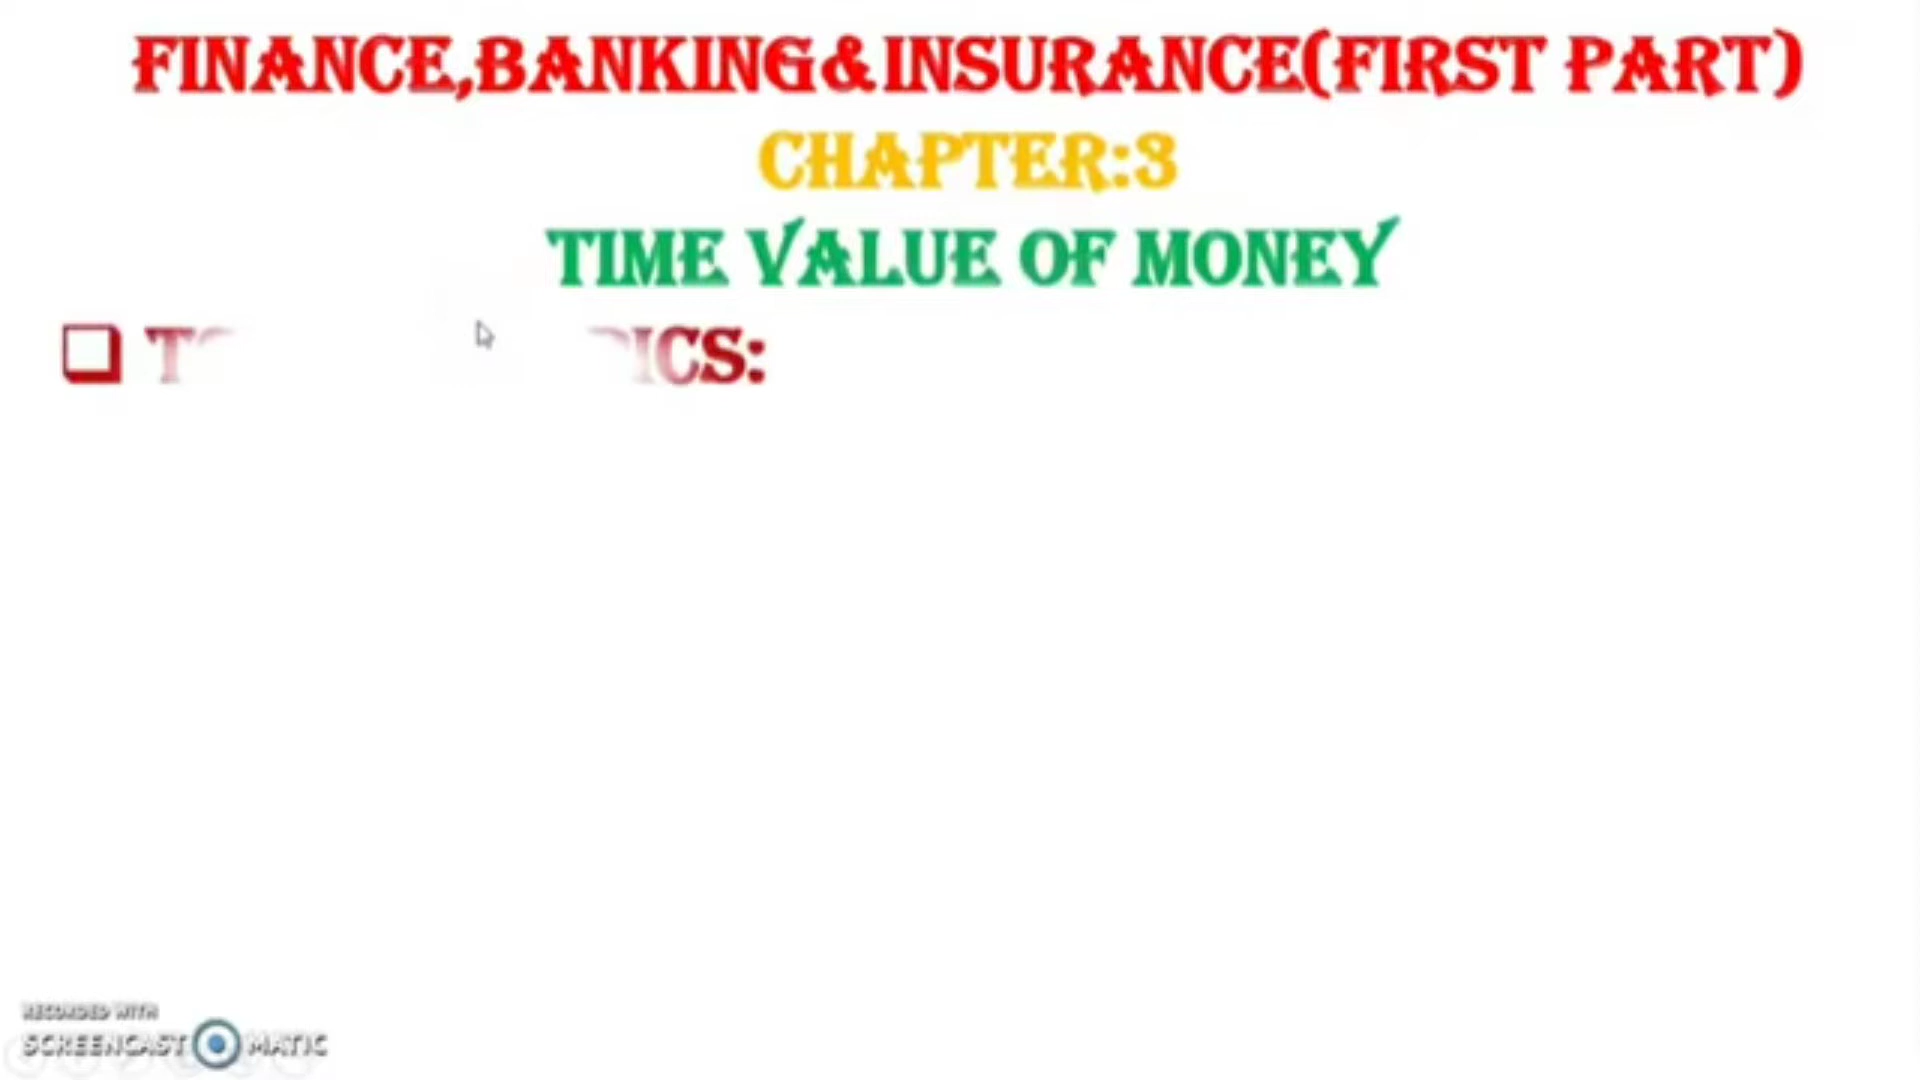 FINANCE,BANKING&INSURANCE(FIRST PART)
CHAPTER:3
TIME VALUE OF MONEY
RECORDED WITH
SCREENCAST MATIC